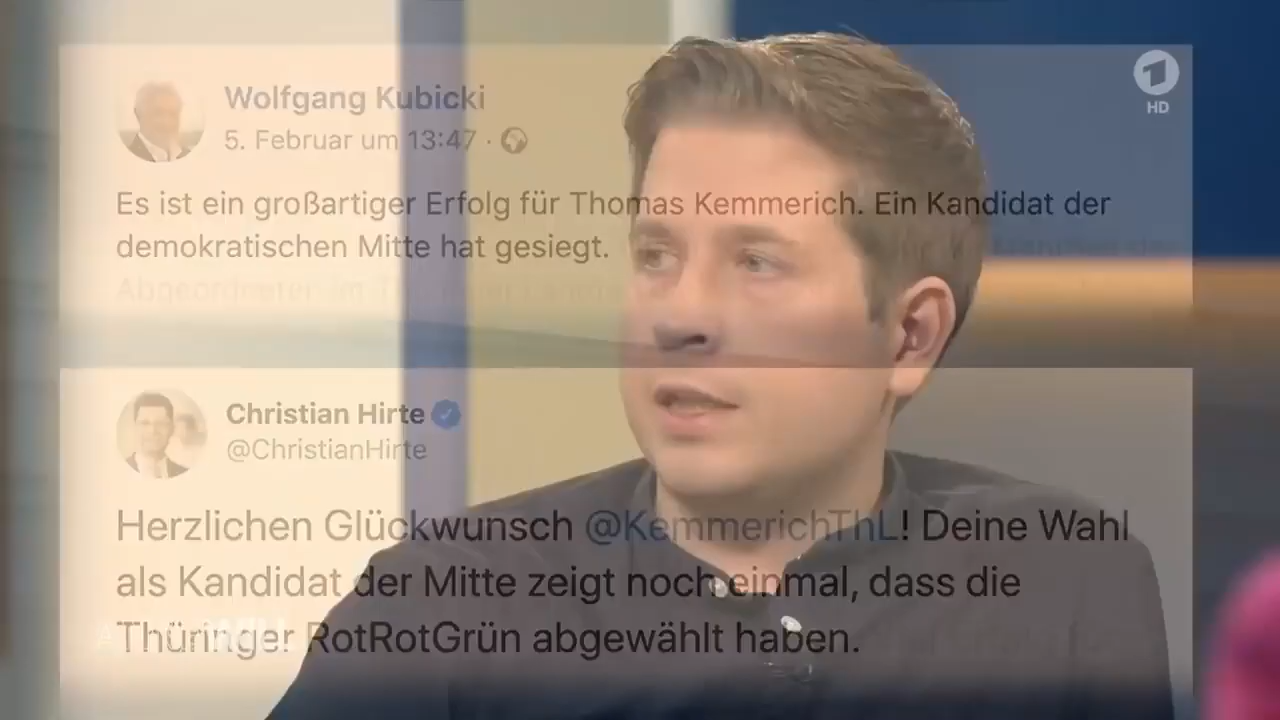 HD
Wolfgang Kubicki
5. Februar um 13:47 ·
Es ist ein großartiger Erfolg für Thomas Kemmerich. Ein Kandidat der
demokratischen Mitte hat gesiegt.
Christian Hirte
@ChristianHirte
Herzlichen Glückwunsch @KemmerichThL! Deine Wahl
als Kandidat der Mitte zeigt noch einmal, dass die
Thüringer RotRotGrün abgewählt haben.
WILL